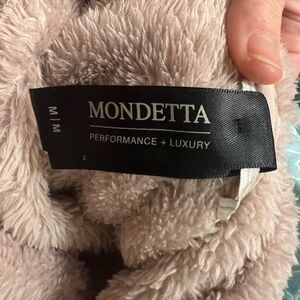 MONDETTA
PERFORMANCE + LUXURY
M | M